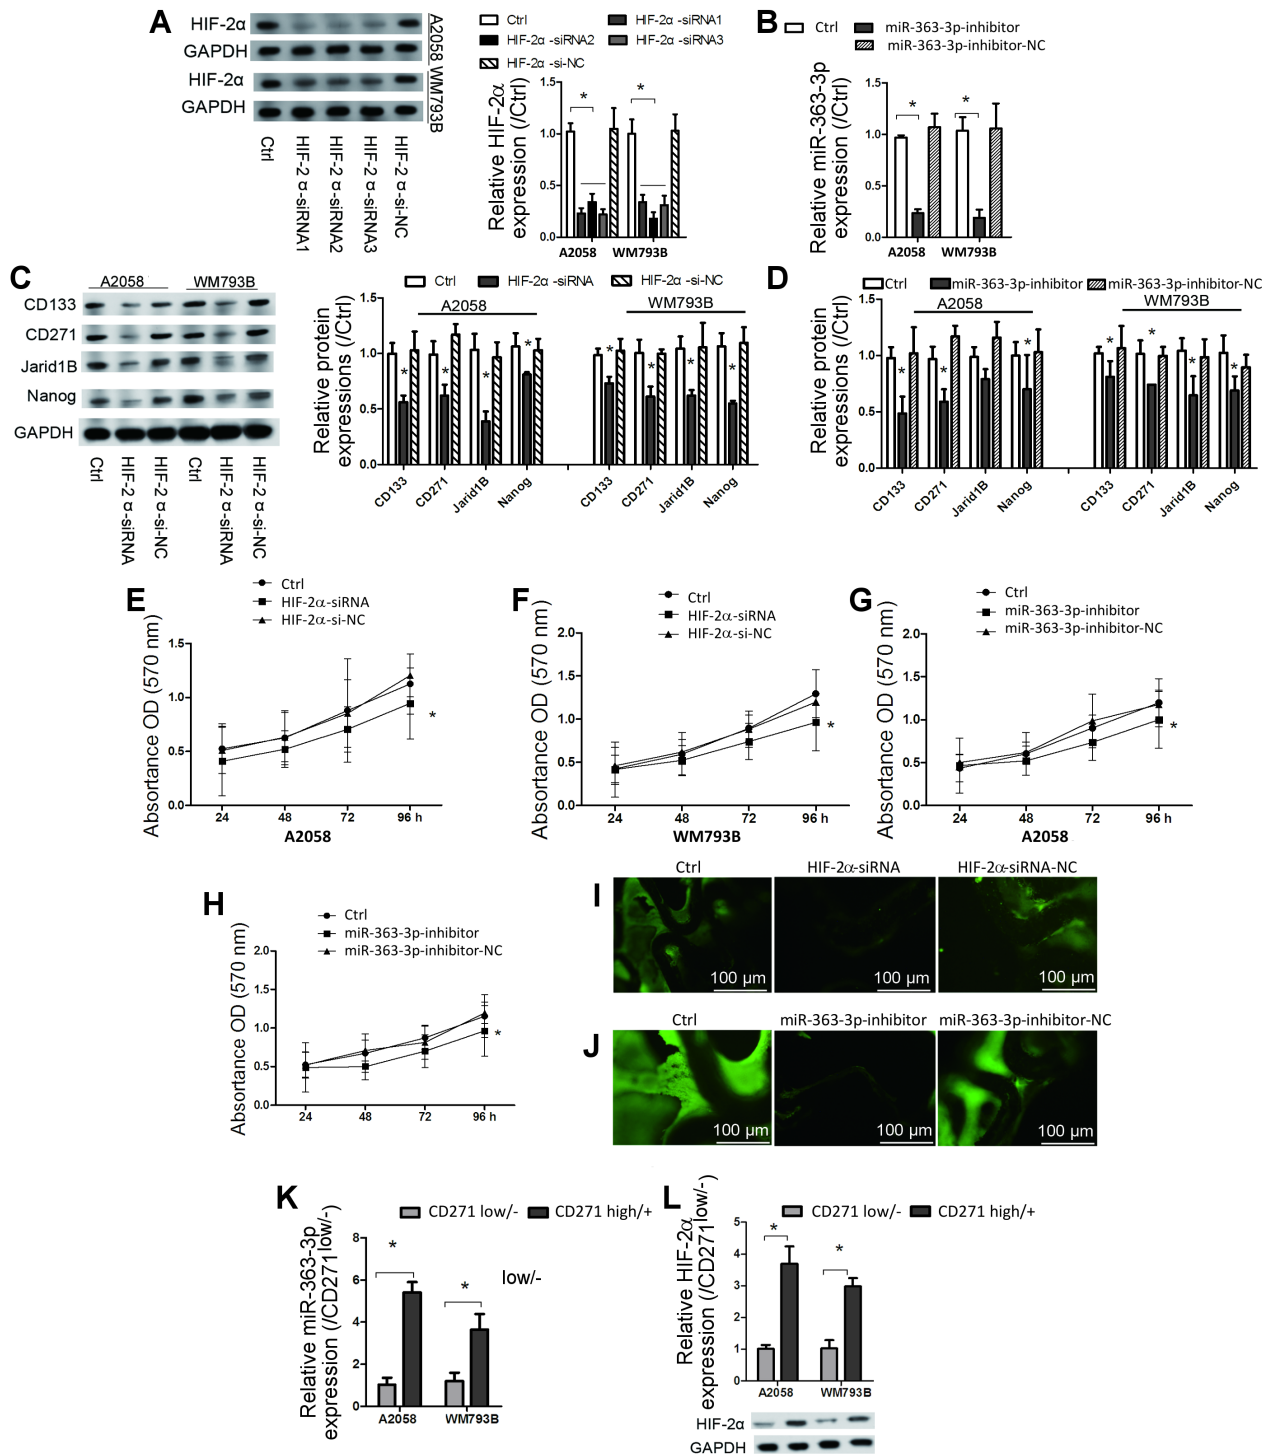 A
HIF-2α
GAPDH
HIF-2α
GAPDH
A2058 WM793B
Ctrl
HIF-2 α-siRNA1
HIF-2 α-siRNA2
HIF-2 α-siRNA3
HIF-2 α-si-NC
Ctrl
HIF-2α -siRNA1
HIF-2α -siRNA2
HIF-2α -siRNA3
HIF-2α -si-NC
Relative HIF-2α
expression (/Ctrl)
1.5
1.0
0.5
0.0
*
*
A2058
WM793B
B
Ctrl
miR-363-3p-inhibitor
miR-363-3p-inhibitor-NC
Relative miR-363-3p
expression (/Ctrl)
1.5
1.0
0.5
0.0
*
*
A2058
WM793B
C
A2058
WM793B
CD133
CD271
Jarid1B
Nanog
GAPDH
Ctrl
HIF-2 α-siRNA
HIF-2 α-si-NC
Ctrl
HIF-2 α-siRNA
HIF-2 α-si-NC
Ctrl
HIF-2α -siRNA
HIF-2α -si-NC
Relative protein
expressions (/Ctrl)
1.5
1.0
0.5
0.0
A2058
WM793B
* * * * * * * *
CD133
CD271
Jarid1B
Nanog
CD133
CD271
Jarid1B
Nanog
D
Ctrl
miR-363-3p-inhibitor
miR-363-3p-inhibitor-NC
Relative protein
expressions (/Ctrl)
1.5
1.0
0.5
0.0
A2058
WM793B
* * * * * * *
CD133
CD271
Jarid1B
Nanog
CD133
CD271
Jarid1B
Nanog
E
Ctrl
HIF-2α-siRNA
HIF-2α-si-NC
Absortance OD (570 nm)
1.5
1.0
0.5
0.0
*
24 48 72 96 h
A2058
F
Ctrl
HIF-2α-siRNA
HIF-2α-si-NC
Absortance OD (570 nm)
2.0
1.5
1.0
0.5
0.0
*
24 48 72 96 h
WM793B
G
Ctrl
miR-363-3p-inhibitor
miR-363-3p-inhibitor-NC
Absortance OD (570 nm)
2.0
1.5
1.0
0.5
0.0
*
24 48 72 96 h
A2058
H
Ctrl
miR-363-3p-inhibitor
miR-363-3p-inhibitor-NC
Absortance OD (570 nm)
2.0
1.5
1.0
0.5
0.0
*
24 48 72 96 h
I
Ctrl
HIF-2α-siRNA
HIF-2α-siRNA-NC
100 µm
100 µm
100 µm
J
Ctrl
miR-363-3p-inhibitor
miR-363-3p-inhibitor-NC
100 µm
100 µm
100 µm
K
CD271 low/-
CD271 high/+
Relative miR-363-3p
expression (/CD271low/-)
8
6
4
2
0
*
*
low/-
A2058
WM793B
L
CD271 low/-
CD271 high/+
Relative HIF-2α
expression (/CD271low/-)
5
4
3
2
1
0
*
*
A2058
WM793B
HIF-2α
GAPDH